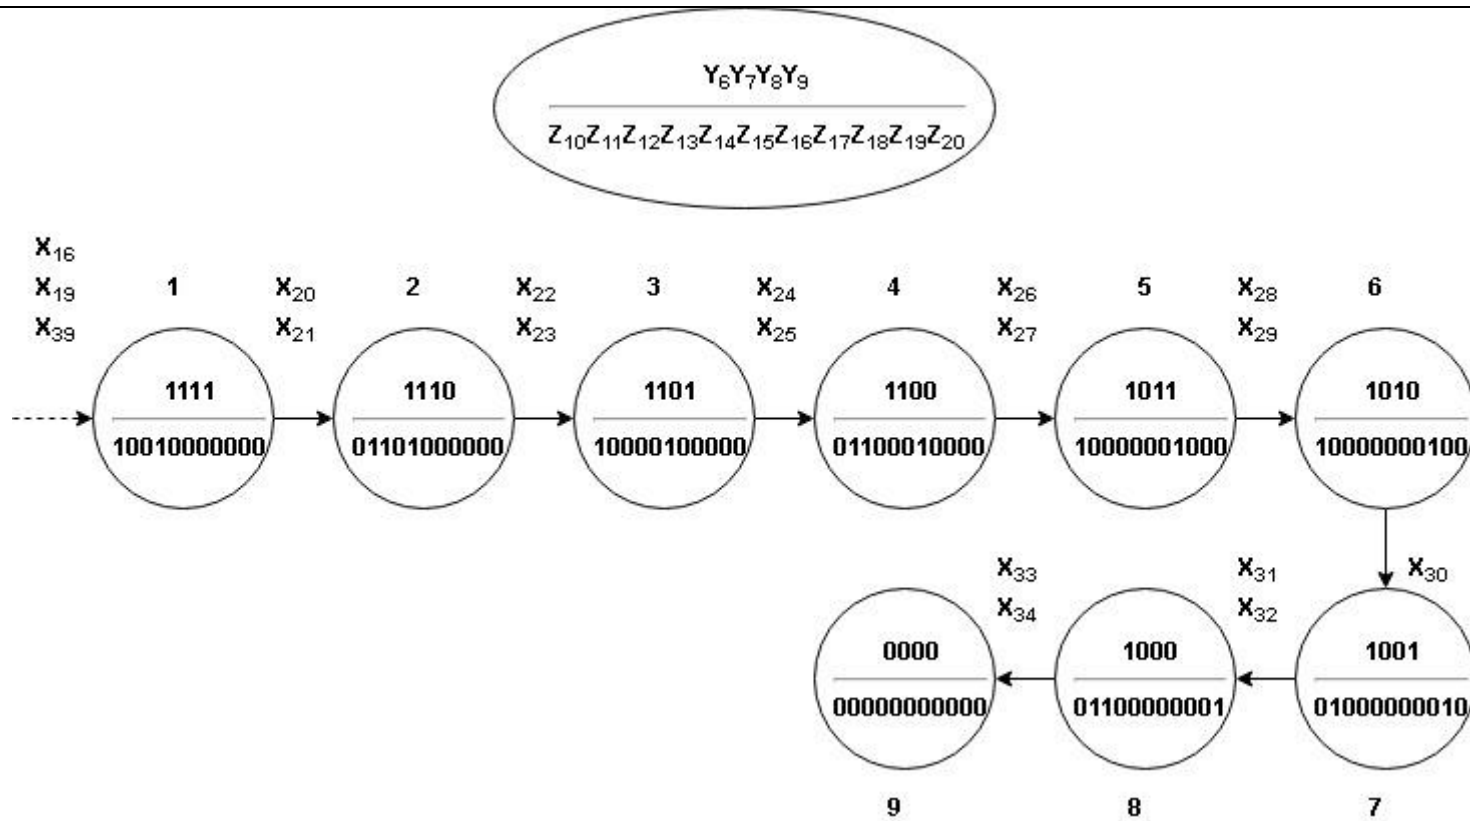 Y₆Y₇Y₈Y₉
Z₁₀Z₁₁Z₁₂Z₁₃Z₁₄Z₁₅Z₁₆Z₁₇Z₁₈Z₁₉Z₂₀
X₁₆
X₁₉ 1 X₂₀ 2 X₂₂ 3 X₂₄ 4 X₂₆ 5 X₂₈ 6
X₃₉ X₂₁ X₂₃ X₂₅ X₂₇ X₂₉
1111 1110 1101 1100 1011 1010
10010000000 01101000000 10000100000 01100010000 10000001000 10000000100
X₃₃ X₃₁ X₃₀
X₃₄ X₃₂
0000 1000 1001
00000000000 01100000001 01000000010
9 8 7